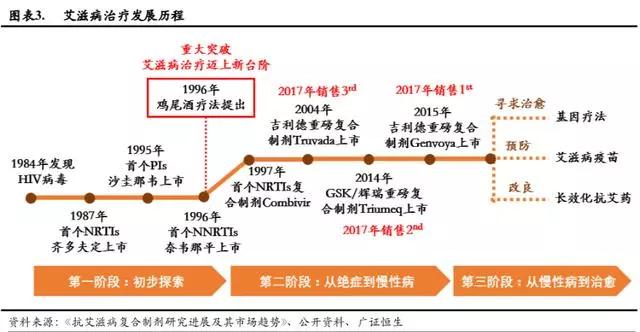 图表3. 艾滋病治疗发展历程
重大突破
艾滋病治疗迈上新台阶
1996年
鸡尾酒疗法提出
1984年发现
HIV病毒
1987年
首个NRTIs
齐多夫定上市
1995年
首个PIs
沙圭那韦上市
1996年
首个NNRTIs
奈韦那平上市
1997年
首个NRTIs复
合制剂Combivir
2017年销售3rd
2004年
吉利德重磅复合
制剂Truvada上市
2014年
GSK/辉瑞重磅复
合制剂Triumeq上市
2017年销售2nd
2017年销售1st
2015年
吉利德重磅复合
制剂Genvoya上市
寻求治愈
基因疗法
预防
艾滋病疫苗
改良
长效化抗艾药
第一阶段：初步探索
第二阶段：从绝症到慢性病
第三阶段：从慢性病到治愈
资料来源：《抗艾滋病复合制剂研究进展及其市场趋势》、公开资料、广证恒生